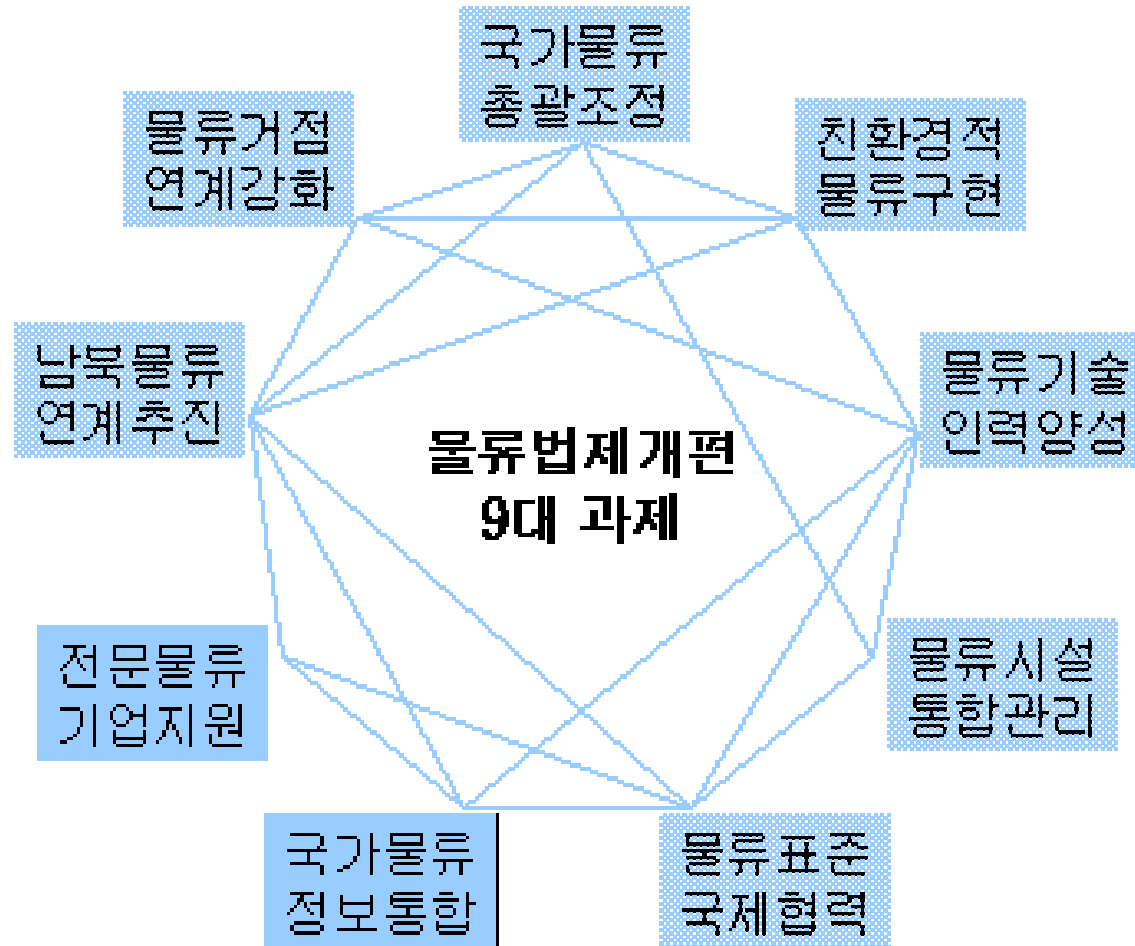 국가물류
총괄조정
물류거점
연계강화
친환경적
물류구현
남북물류
연계추진
물류기술
인력양성
물류법제개편
9대 과제
전문물류
기업지원
물류시설
통합관리
국가물류
정보통합
물류표준
국제협력